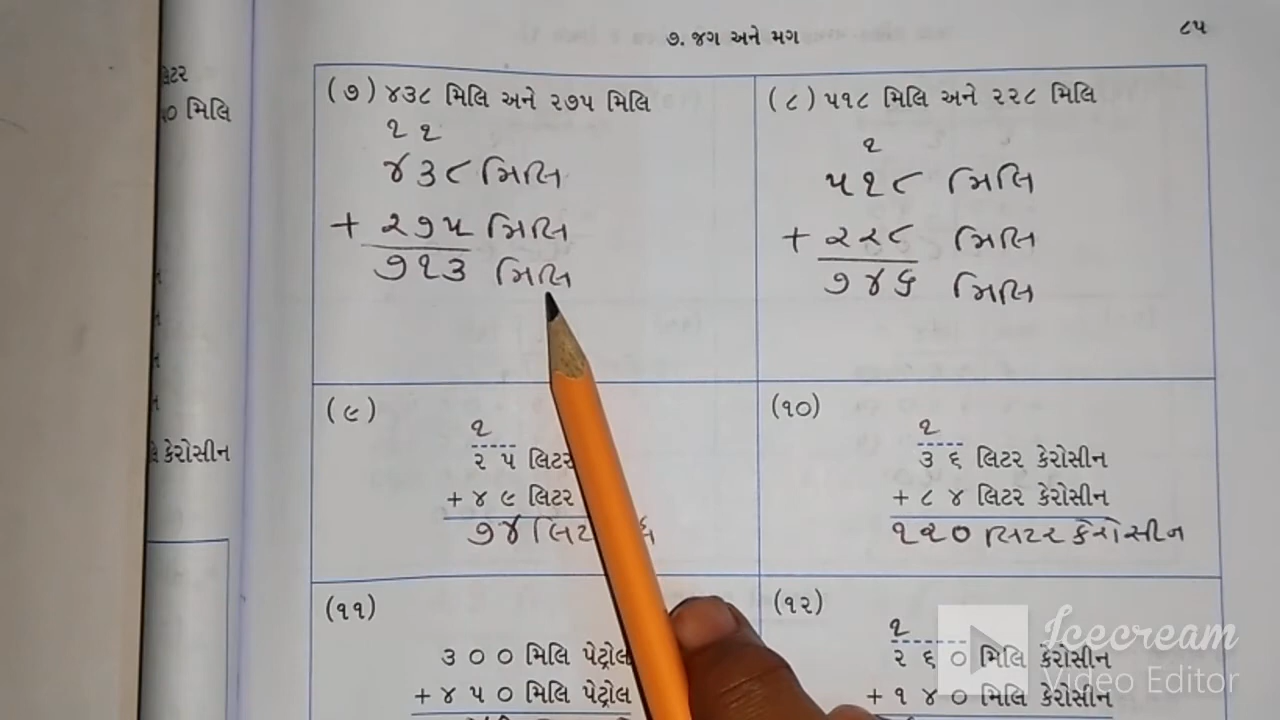 ૭. જગ અને મગ
૮૫
લિટર
૫૦ મિલિ
કેરોસીન
(૭) ૪૩૮ મિલિ અને ૨૭૫ મિલિ
૧ ૧
૪૩૮ મિલિ
+ ૨૭૫ મિલિ
૭૧૩ મિલિ
(૮) ૫૧૮ મિલિ અને ૨૨૮ મિલિ
૧
૫૧૮ મિલિ
+ ૨૨૮ મિલિ
૭૪૬ મિલિ
(૯)
૧
૨ ૫ લિટર
+ ૪ ૯ લિટર
૭૪ લિટ
(૧૦)
૧
૩ ૬ લિટર કેરોસીન
+ ૮ ૪ લિટર કેરોસીન
૧૨૦ લિટર કેરોસીન
(૧૧)
૩ ૦ ૦ મિલિ પેટ્રોલ
+ ૪ ૫ ૦ મિલિ પેટ્રોલ
(૧૨)
૧
૨ ૬ ૦ મિલિ કેરોસીન
+ ૧ ૪ ૦ મિલિ કેરોસીન
Icecream
Video Editor